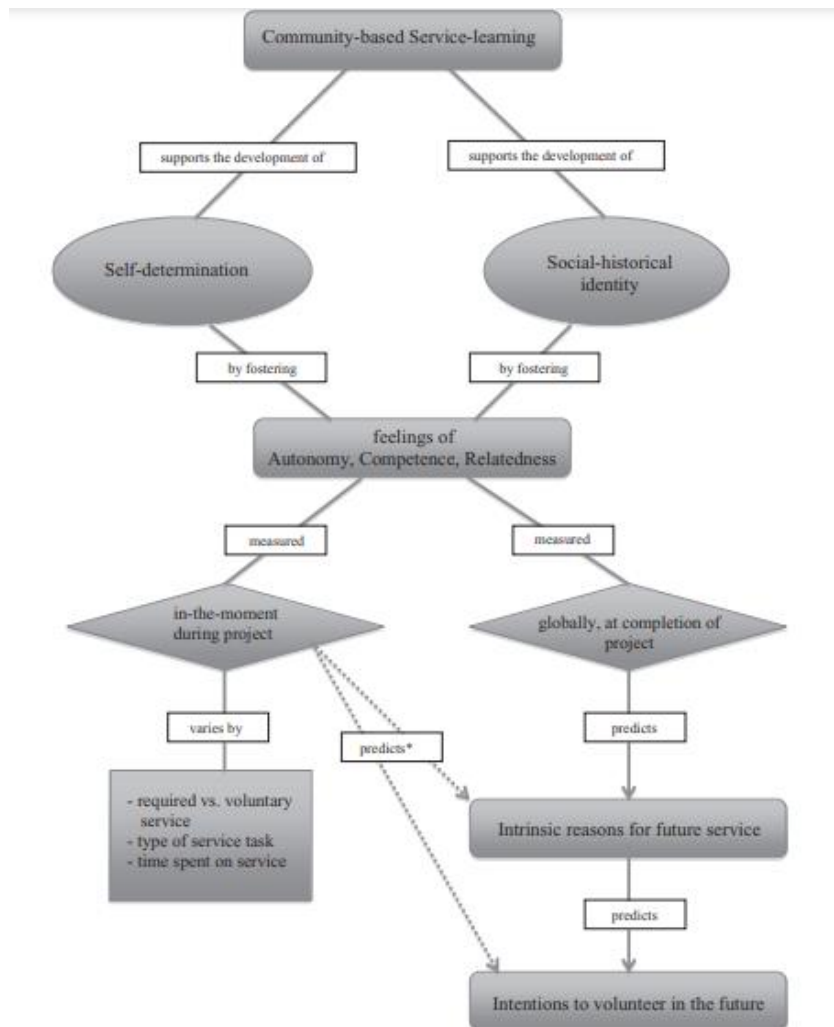 Community-based Service-learning
supports the development of
supports the development of
Self-determination
Social-historical
identity
by fostering
by fostering
feelings of
Autonomy, Competence, Relatedness
measured
measured
in-the-moment
during project
globally, at completion of
project
varies by
predicts*
predicts
- required vs. voluntary
service
- type of service task
- time spent on service
Intrinsic reasons for future service
predicts
Intentions to volunteer in the future